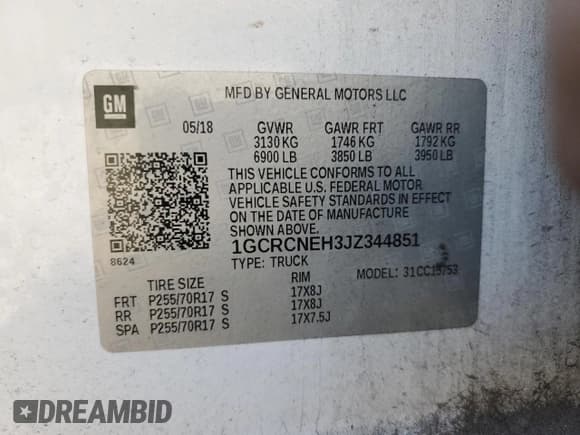 GM
MFD BY GENERAL MOTORS LLC
05/18 GVWR GAWR FRT GAWR RR
3130 KG 1746 KG 1792 KG
6900 LB 3850 LB 3950 LB
THIS VEHICLE CONFORMS TO ALL
APPLICABLE U.S. FEDERAL MOTOR
VEHICLE SAFETY STANDARDS IN EFFECT
ON THE DATE OF MANUFACTURE
SHOWN ABOVE.
1GCRCNEH3JZ344851
8624
TYPE: TRUCK MODEL: 31CC15753
TIRE SIZE RIM
FRT P255/70R17 S 17X8J
RR P255/70R17 S 17X8J
SPA P255/70R17 S 17X7.5J
DREAMBID